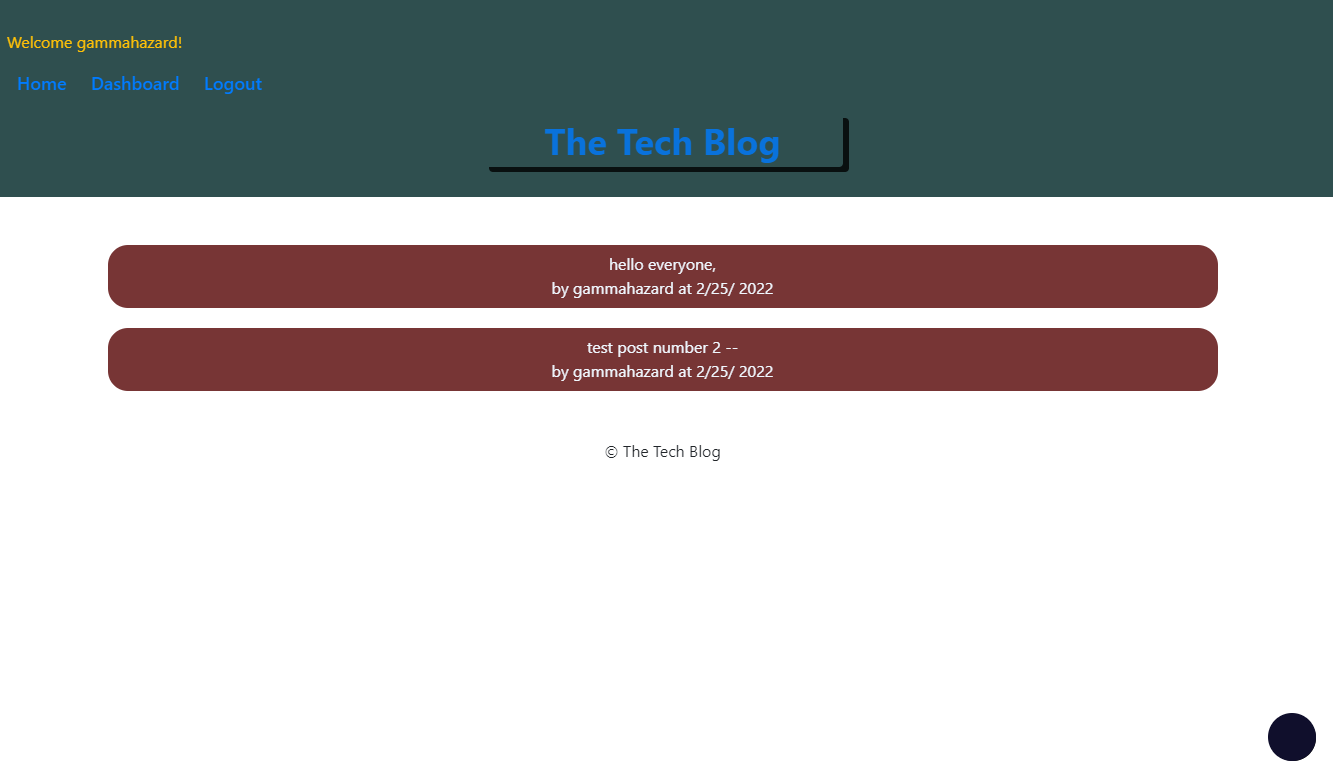 Welcome gammahazard!
Home Dashboard Logout
The Tech Blog
hello everyone,
by gammahazard at 2/25/ 2022
test post number 2 --
by gammahazard at 2/25/ 2022
© The Tech Blog